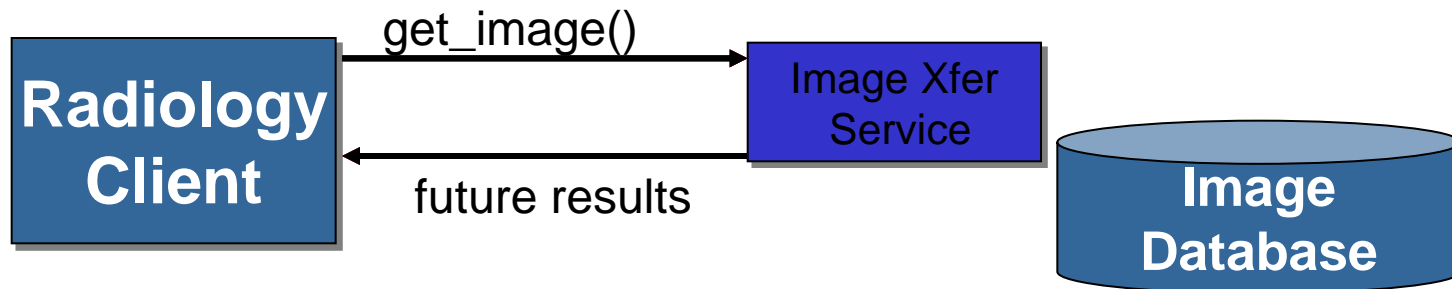 get_image()
Radiology
Client
Image Xfer
Service
future results
Image
Database